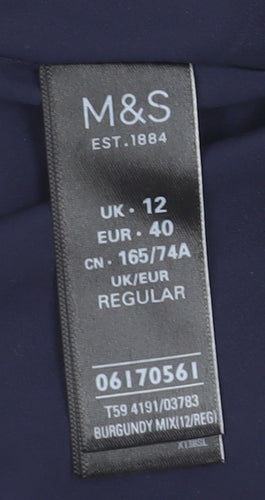 M&S
EST.1884
UK • 12
EUR • 40
CN • 165/74A
UK/EUR
REGULAR
06170561
T59 4191/03783
BURGUNDY MIX(12/REG)